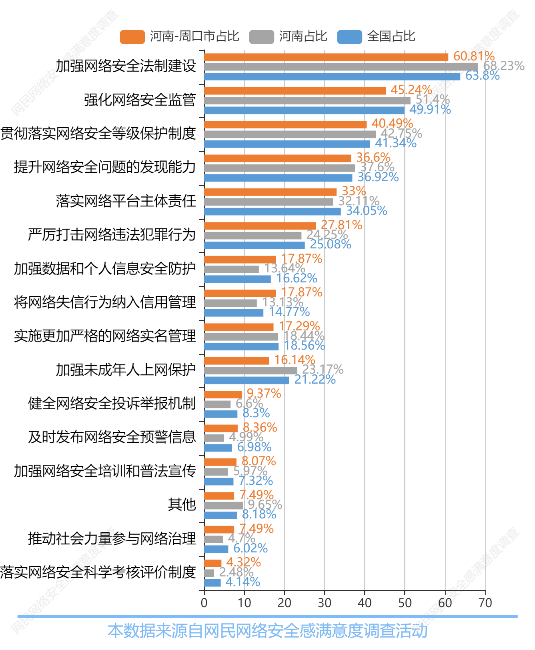 河南-周口市占比 河南占比 全国占比
加强网络安全法制建设 60.81% 68.23% 63.8%
强化网络安全监管 45.24% 51.4% 49.91%
贯彻落实网络安全等级保护制度 40.49% 42.75% 41.34%
提升网络安全问题的发现能力 36.6% 37.6% 36.92%
落实网络平台主体责任 33% 32.11% 34.05%
严厉打击网络违法犯罪行为 27.81% 24.25% 25.08%
加强数据和个人信息安全防护 17.87% 13.64% 16.62%
将网络失信行为纳入信用管理 17.87% 13.13% 14.77%
实施更加严格的网络实名管理 17.29% 18.44% 18.56%
加强未成年人上网保护 16.14% 23.17% 21.22%
健全网络安全投诉举报机制 9.37% 6.6% 8.3%
及时发布网络安全预警信息 8.36% 4.99% 6.98%
加强网络安全培训和普法宣传 8.07% 5.97% 7.32%
其他 7.49% 9.65% 8.18%
推动社会力量参与网络治理 7.49% 4.7% 6.02%
落实网络安全科学考核评价制度 4.32% 2.48% 4.14%
0 10 20 30 40 50 60 70
本数据来源自网民网络安全感满意度调查活动